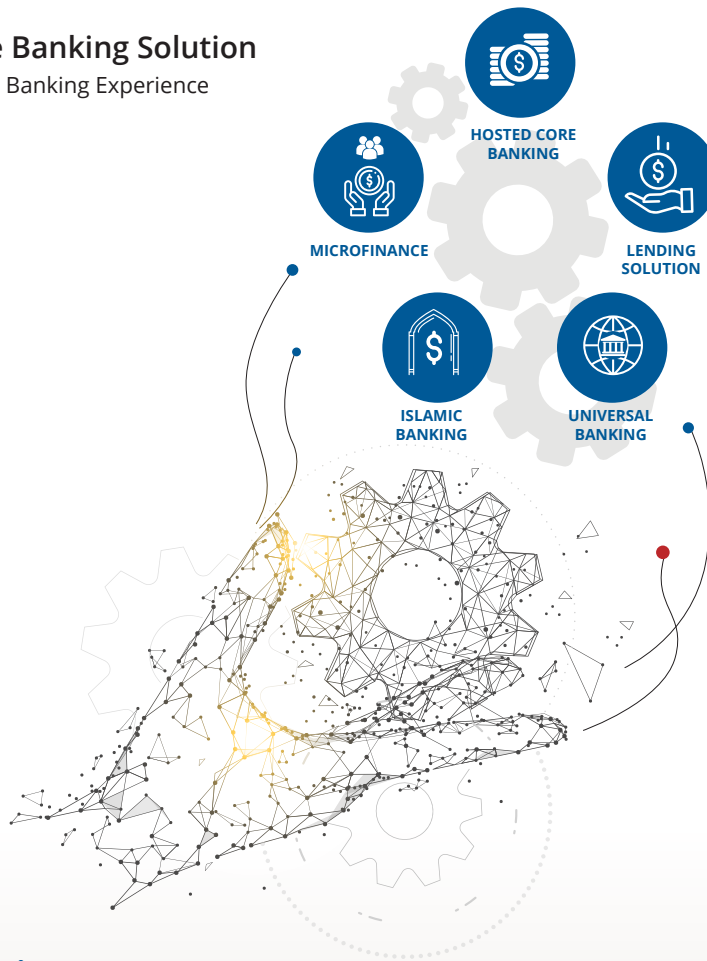 e Banking Solution
Banking Experience
HOSTED CORE
BANKING
MICROFINANCE
LENDING
SOLUTION
ISLAMIC
BANKING
UNIVERSAL
BANKING